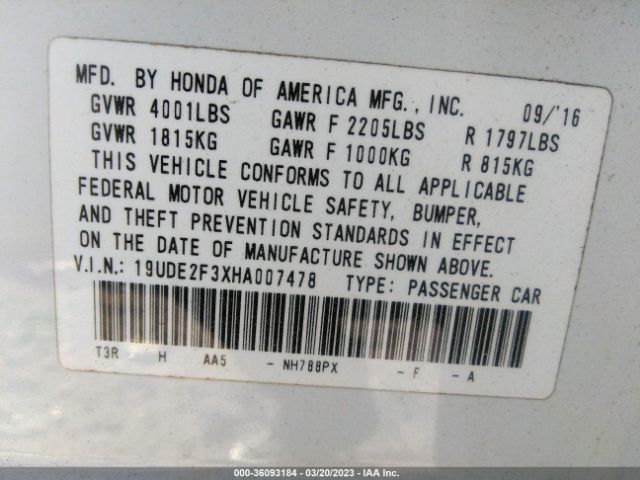 MFD. BY HONDA OF AMERICA MFG., INC. 09/'16
GVWR 4001LBS GAWR F 2205LBS R 1797LBS
GVWR 1815KG GAWR F 1000KG R 815KG
THIS VEHICLE CONFORMS TO ALL APPLICABLE
FEDERAL MOTOR VEHICLE SAFETY, BUMPER,
AND THEFT PREVENTION STANDARDS IN EFFECT
ON THE DATE OF MANUFACTURE SHOWN ABOVE.
V.I.N.: 19UDE2F3XHA007478 TYPE: PASSENGER CAR
T3R H AA5 - NH788PX - F - A
000-36093184 | 03/20/2023 | IAA Inc.